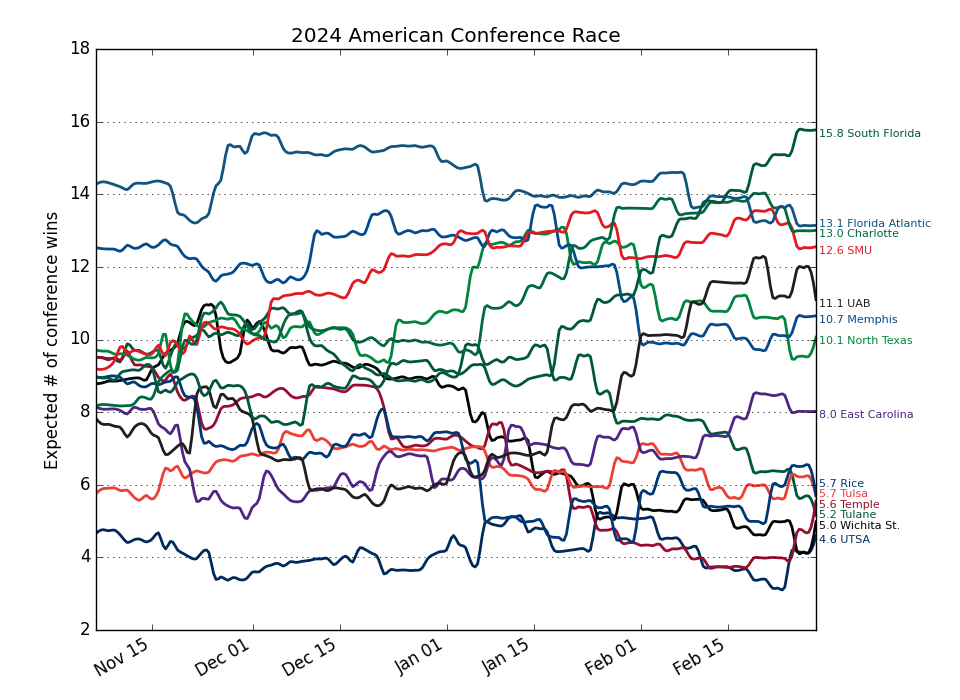 2024 American Conference Race
Expected # of conference wins
18
16
14
12
10
8
6
4
2
Nov 15
Dec 01
Dec 15
Jan 01
Jan 15
Feb 01
Feb 15
15.8 South Florida
13.1 Florida Atlantic
13.0 Charlotte
12.6 SMU
11.1 UAB
10.7 Memphis
10.1 North Texas
8.0 East Carolina
5.7 Rice
5.7 Tulsa
5.6 Temple
5.2 Tulane
5.0 Wichita St.
4.6 UTSA